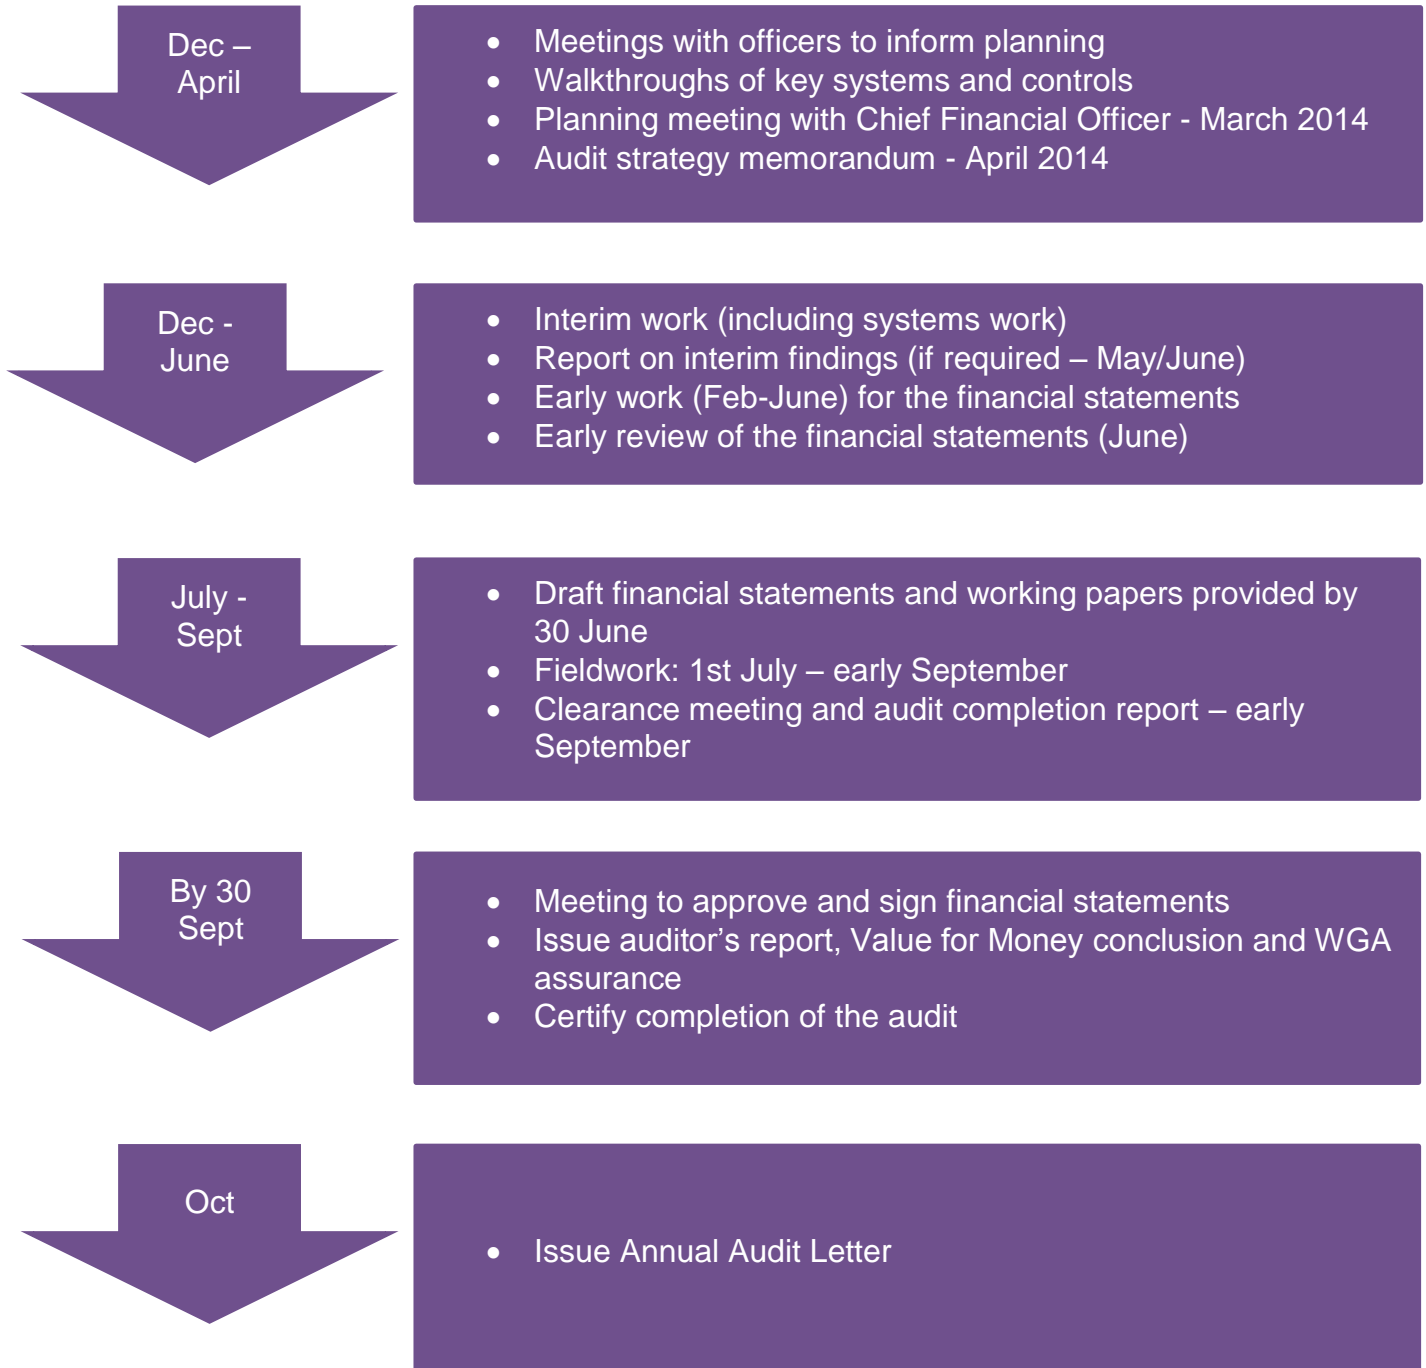 Dec –
April
• Meetings with officers to inform planning
• Walkthroughs of key systems and controls
• Planning meeting with Chief Financial Officer - March 2014
• Audit strategy memorandum - April 2014
Dec -
June
• Interim work (including systems work)
• Report on interim findings (if required – May/June)
• Early work (Feb-June) for the financial statements
• Early review of the financial statements (June)
July -
Sept
• Draft financial statements and working papers provided by
30 June
• Fieldwork: 1st July – early September
• Clearance meeting and audit completion report – early
September
By 30
Sept
• Meeting to approve and sign financial statements
• Issue auditor’s report, Value for Money conclusion and WGA
assurance
• Certify completion of the audit
Oct
• Issue Annual Audit Letter